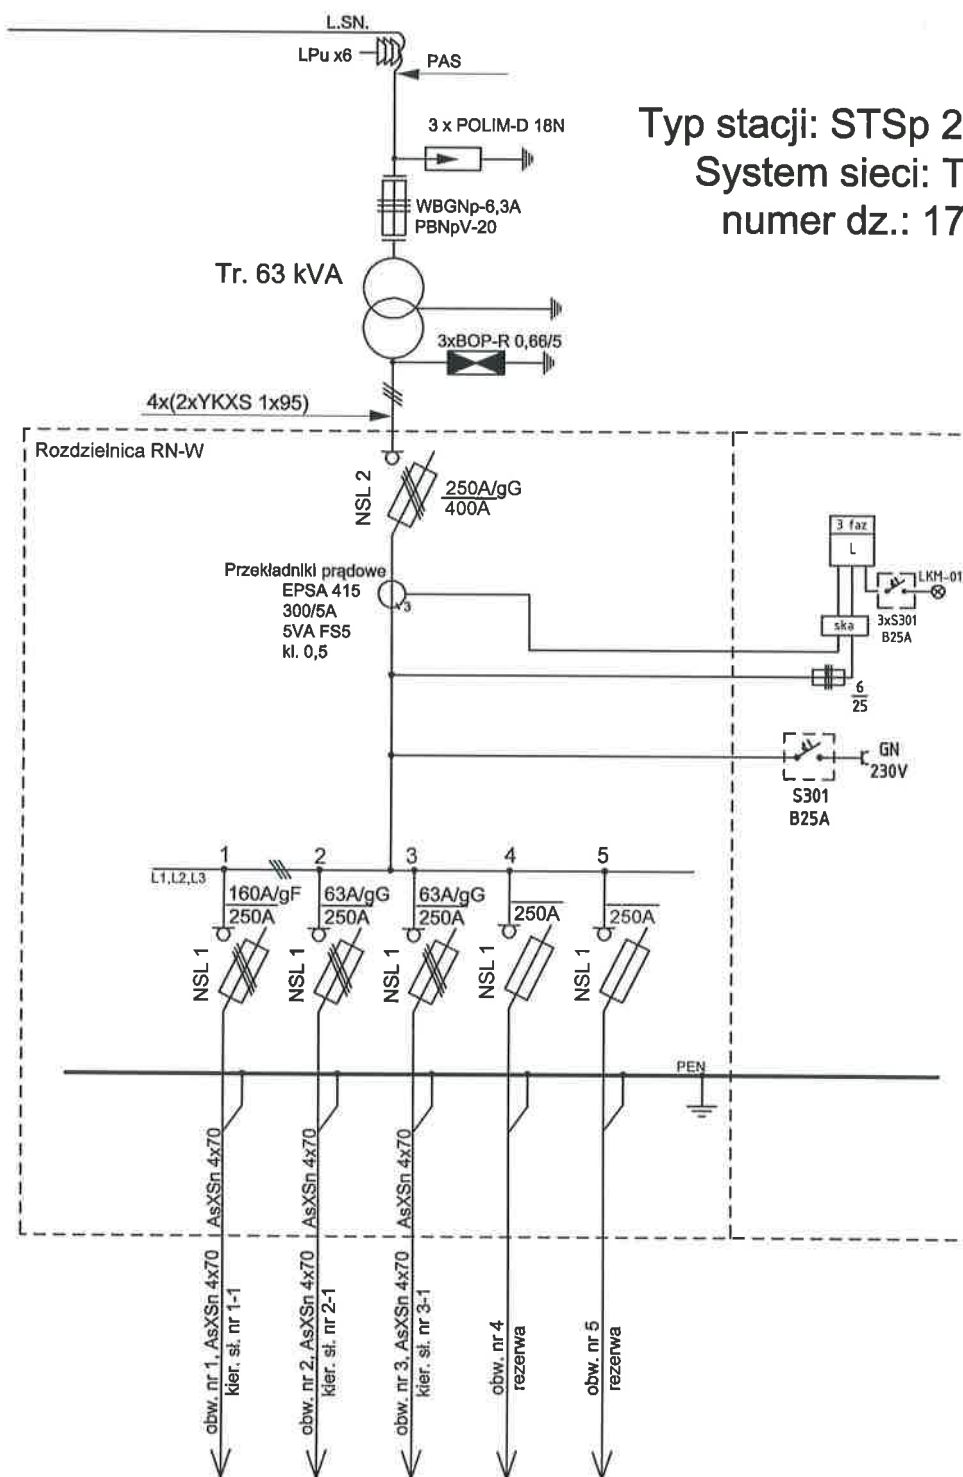 L.SN.
LPu x6
PAS
3 x POLIM-D 18N
Typ stacji: STSp 2
System sieci: T
numer dz.: 17
WBGNp-6,3A
PBNpV-20
Tr. 63 kVA
3xBOP-R 0,66/5
4x(2xYKXS 1x95)
Rozdzielnica RN-W
NSL 2
250A/gG
400A
Przekładniki prądowe
EPSA 415
300/5A
5VA FS5
kl. 0,5
3
3 faz
L
LKM-01
3xS301
B25A
ska
6
25
GN
230V
S301
B25A
1
2
3
4
5
L1,L2,L3
160A/gF
250A
63A/gG
250A
63A/gG
250A
250A
250A
NSL 1
NSL 1
NSL 1
NSL 1
NSL 1
PEN
AsXSn 4x70
AsXSn 4x70
AsXSn 4x70
obw. nr 1, AsXSn 4x70
kier. sł. nr 1-1
obw. nr 2, AsXSn 4x70
kier. sł. nr 2-1
obw. nr 3, AsXSn 4x70
kier. sł. nr 3-1
obw. nr 4
rezerwa
obw. nr 5
rezerwa